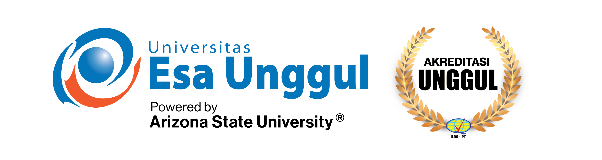 Universitas
Esa Unggul
Powered by
Arizona State University®
AKREDITASI
UNGGUL